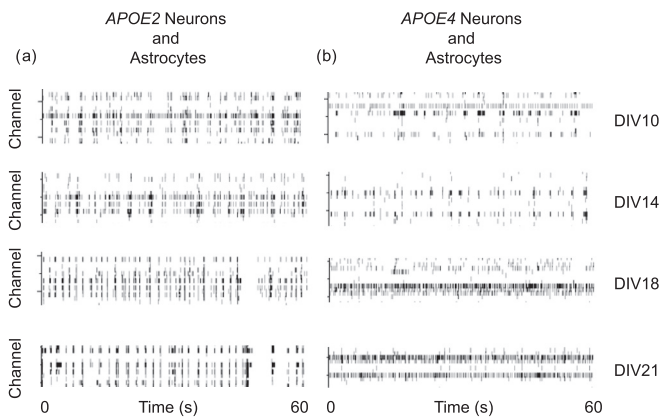 APOE2 Neurons
and
Astrocytes
(a)
APOE4 Neurons
and
Astrocytes
(b)
Channel
DIV10
Channel
DIV14
Channel
DIV18
Channel
DIV21
0 Time (s) 60
0 Time (s) 60